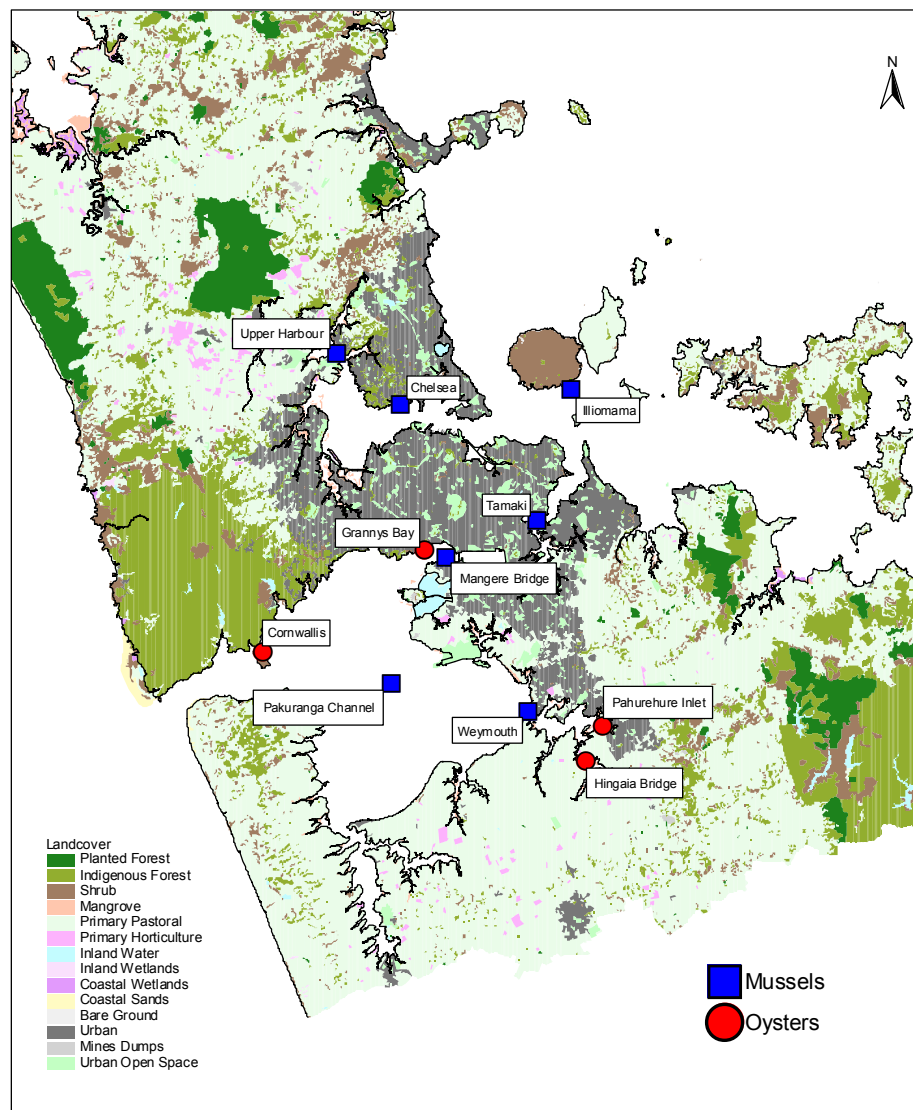 N
Upper Harbour
Chelsea
Illiomama
Tamaki
Grannys Bay
Mangere Bridge
Cornwallis
Pakuranga Channel
Weymouth
Pahurehure Inlet
Hingaia Bridge
Landcover
Planted Forest
Indigenous Forest
Shrub
Mangrove
Primary Pastoral
Primary Horticulture
Inland Water
Inland Wetlands
Coastal Wetlands
Coastal Sands
Bare Ground
Urban
Mines Dumps
Urban Open Space
Mussels
Oysters